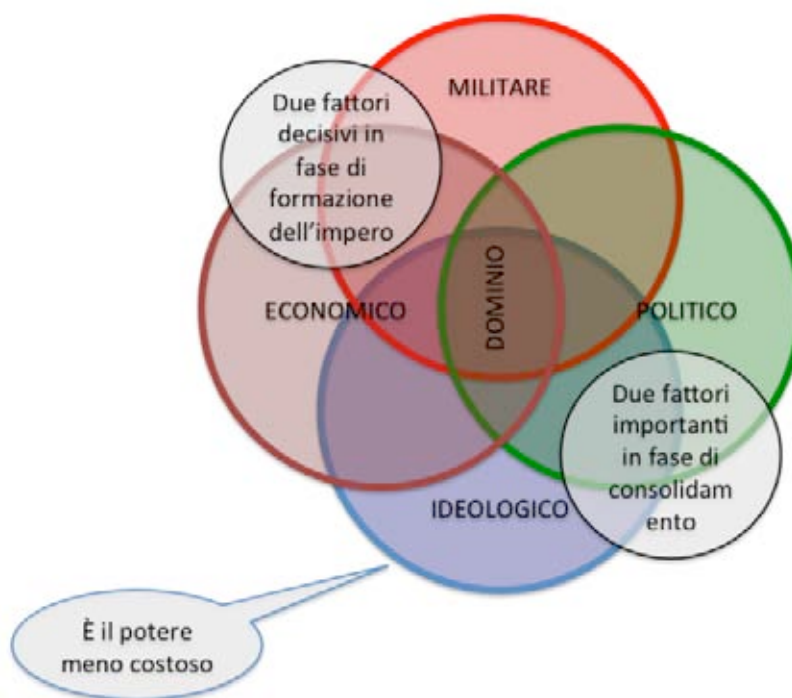 MILITARE
Due fattori
decisivi in
fase di
formazione
dell'impero
ECONOMICO
DOMINIO
POLITICO
Due fattori
importanti
in fase di
consolidam
ento
IDEOLOGICO
È il potere
meno costoso